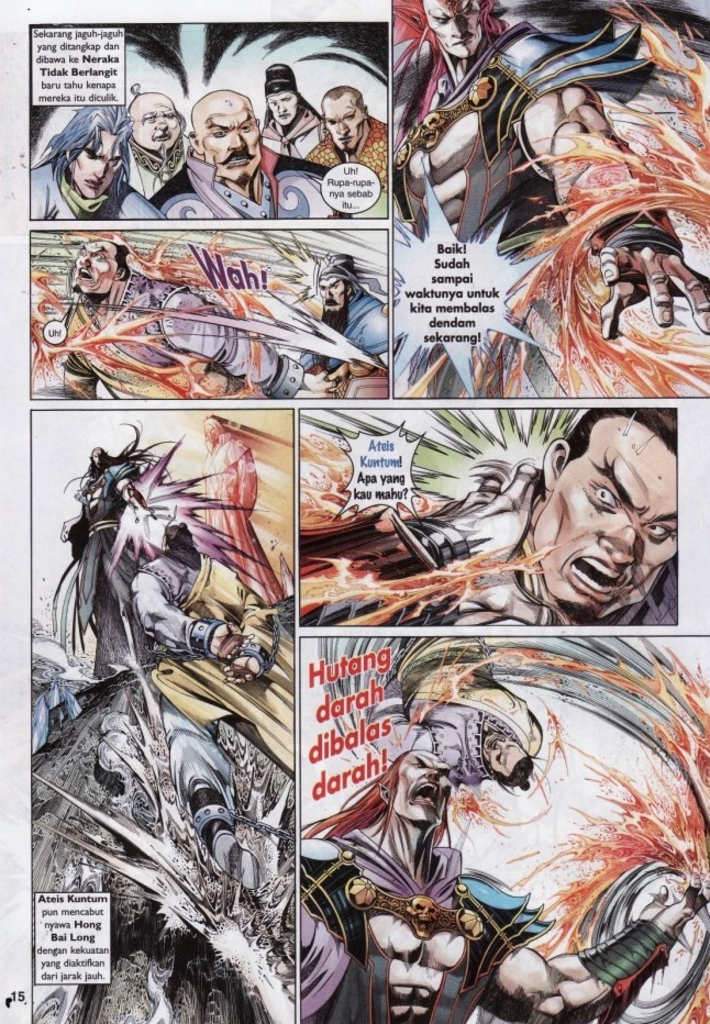 Sekarang jaguh-jaguh
yang ditangkap dan
dibawa ke Neraka
Tidak Berlangit
baru tahu kenapa
mereka itu diculik.
Uh!
Rupa-rupa-
nya sebab
itu...
Baik!
Sudah
sampai
waktunya untuk
kita membalas
dendam
sekarang!
Wah!
Uh!
Ateis
Kuntum!
Apa yang
kau mahu?
Ateis Kuntum
pun mencabut
nyawa Hong
Bai Long
dengan kekuatan
yang diaktifkan
dari jarak jauh.
Hutang
darah
dibalas
darah!
15